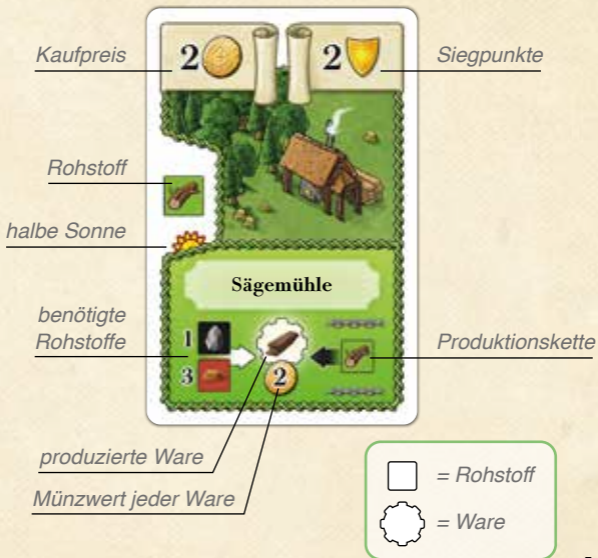 Kaufpreis
2
2
Siegpunkte
Rohstoff
halbe Sonne
Sägemühle
benötigte
Rohstoffe
1
3
2
Produktionskette
produzierte Ware
Münzwert jeder Ware
= Rohstoff
= Ware